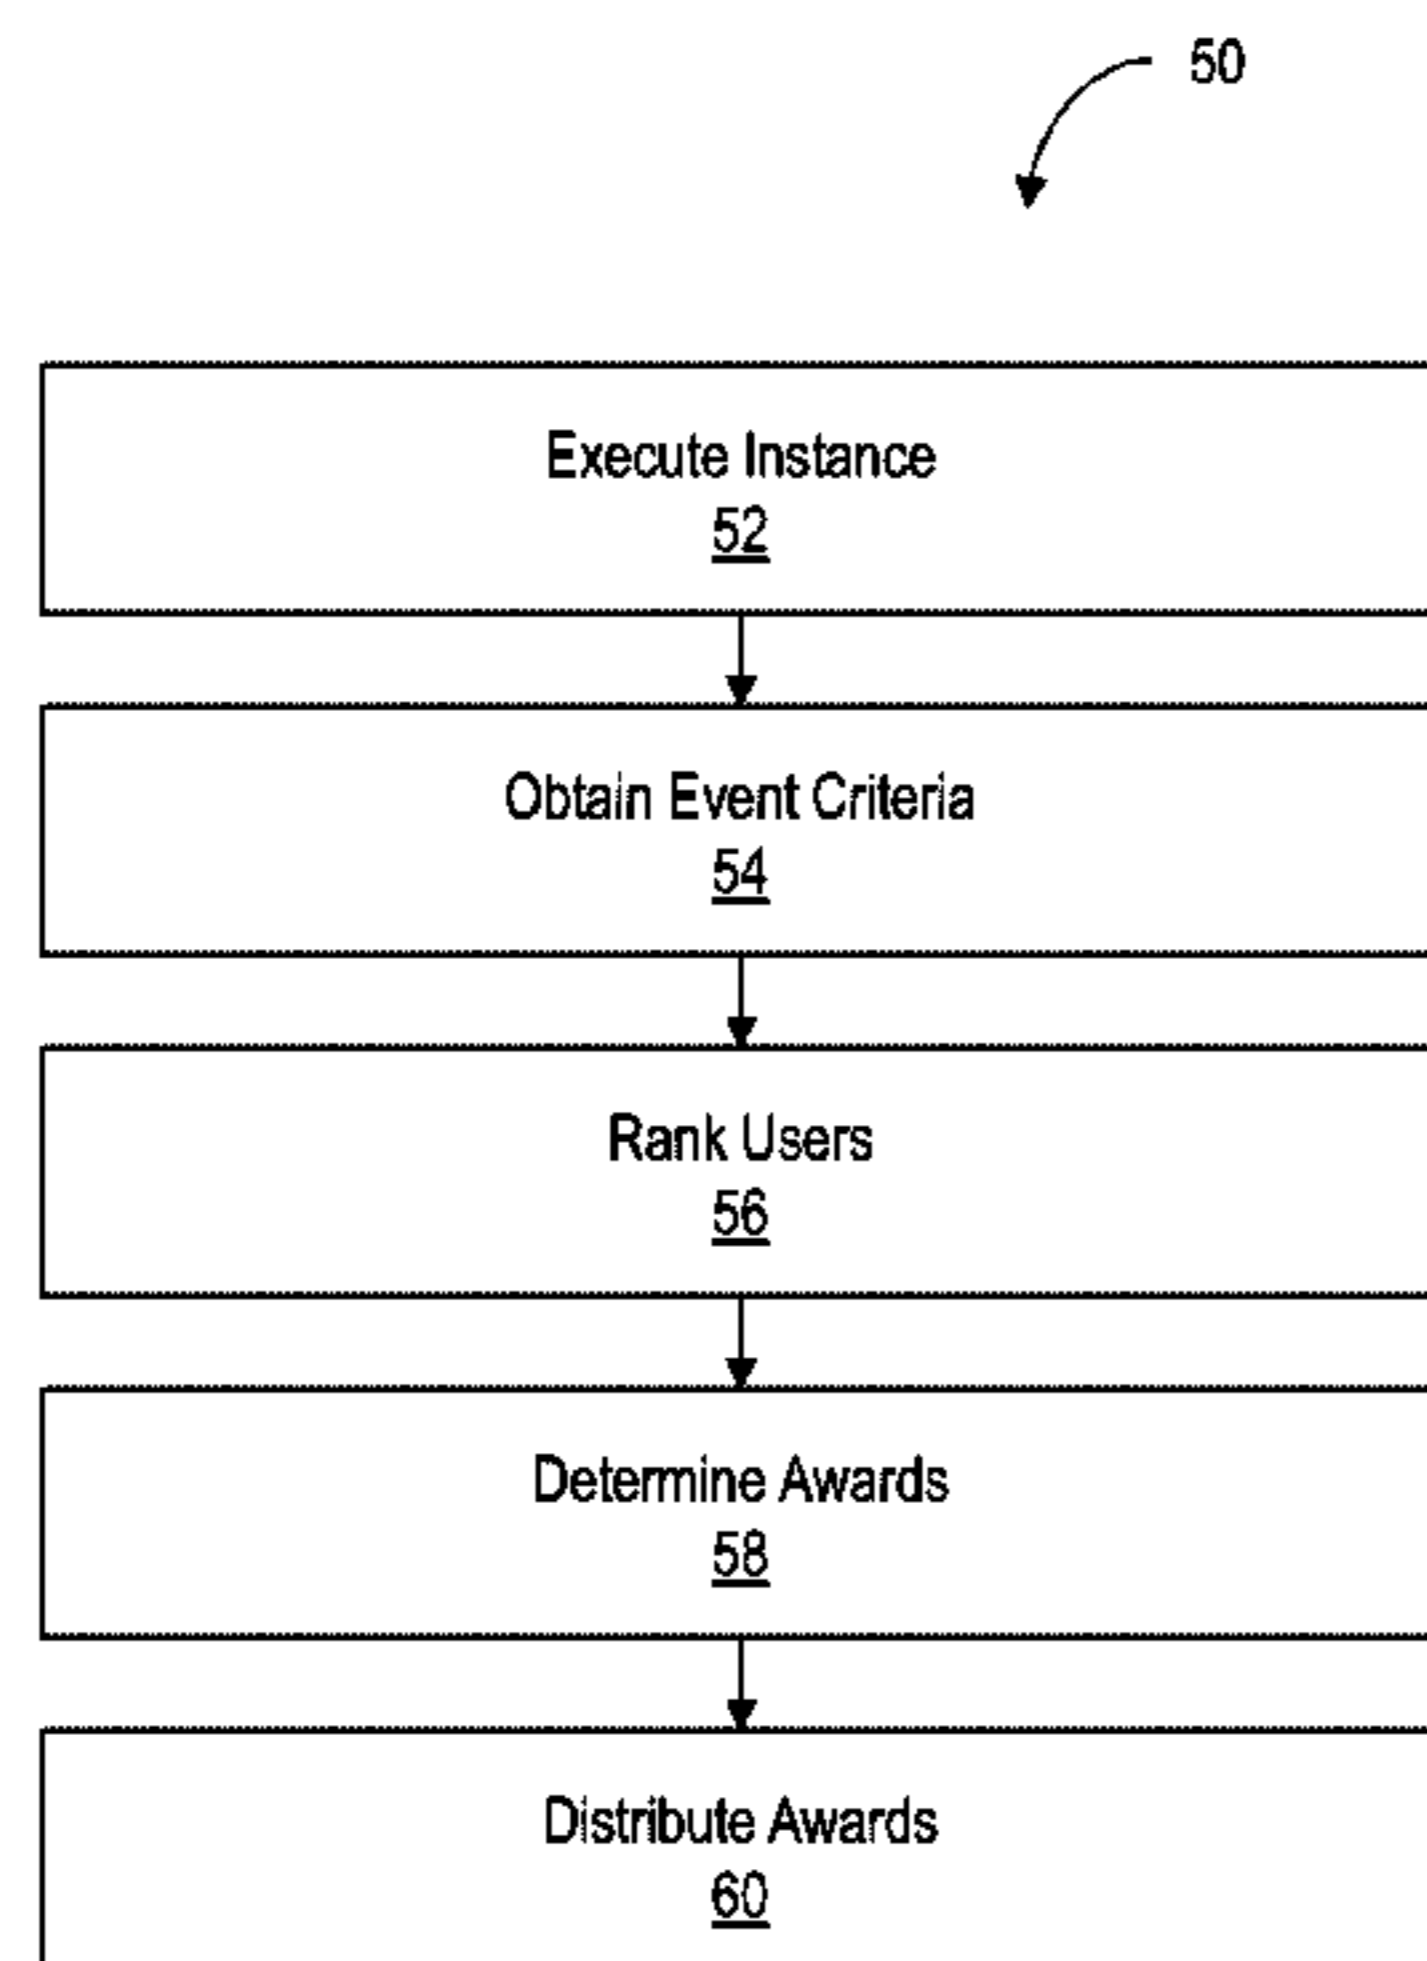 50
Execute Instance
52
Obtain Event Criteria
54
Rank Users
56
Determine Awards
58
Distribute Awards
60